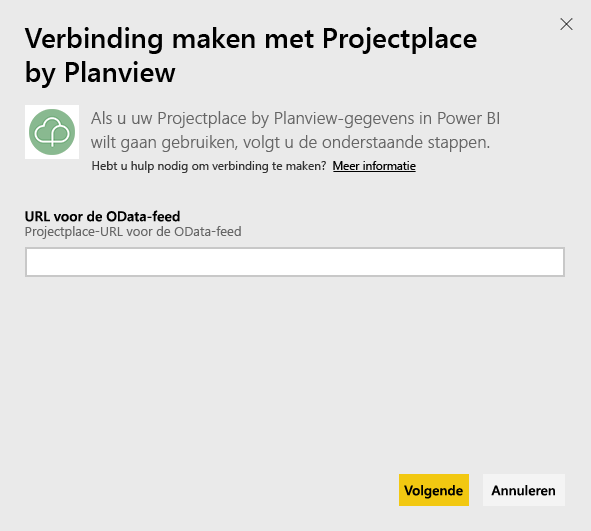 Verbinding maken met Projectplace
by Planview
Als u uw Projectplace by Planview-gegevens in Power BI
wilt gaan gebruiken, volgt u de onderstaande stappen.
Hebt u hulp nodig om verbinding te maken? Meer informatie
URL voor de OData-feed
Projectplace-URL voor de OData-feed
Volgende Annuleren